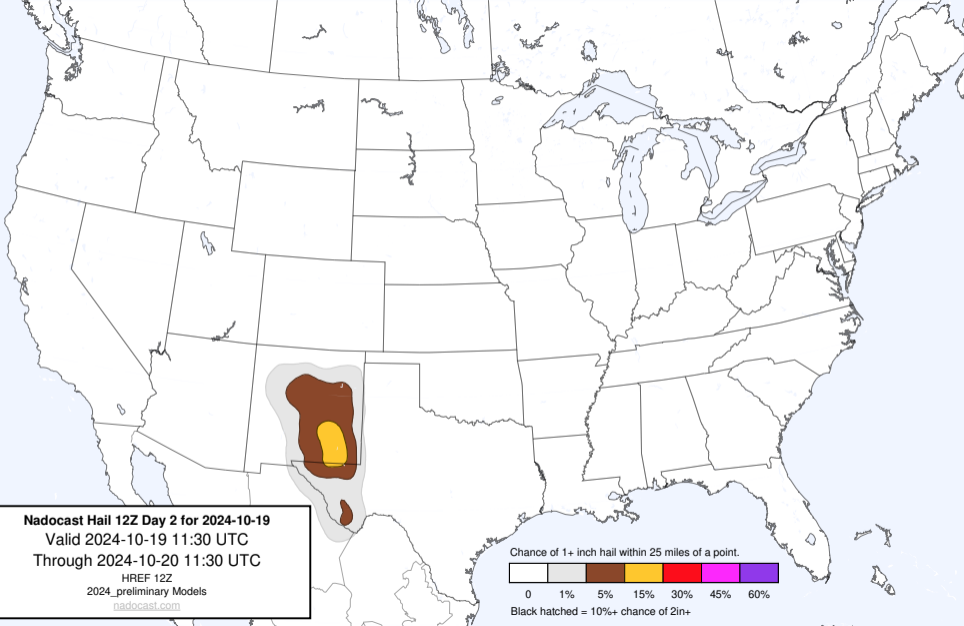 Nadocast Hail 12Z Day 2 for 2024-10-19
Valid 2024-10-19 11:30 UTC
Through 2024-10-20 11:30 UTC
HREF 12Z
2024_preliminary Models
nadocast.com
Chance of 1+ inch hail within 25 miles of a point.
0 1% 5% 15% 30% 45% 60%
Black hatched = 10%+ chance of 2in+